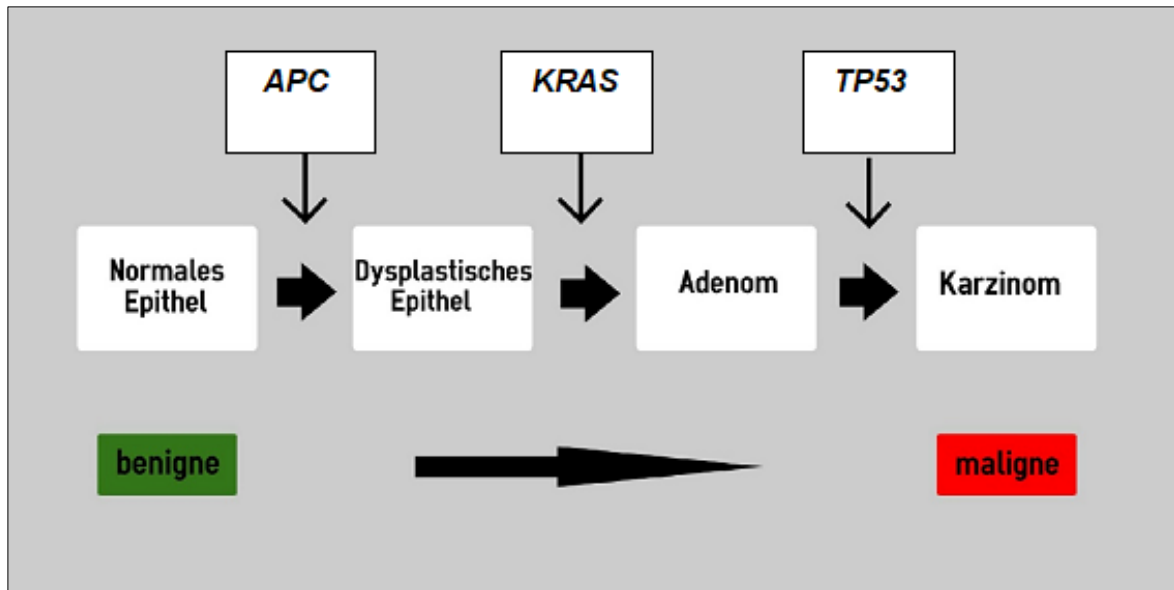 APC
KRAS
TP53
Normales
Epithel
Dysplastisches
Epithel
Adenom
Karzinom
benigne
maligne